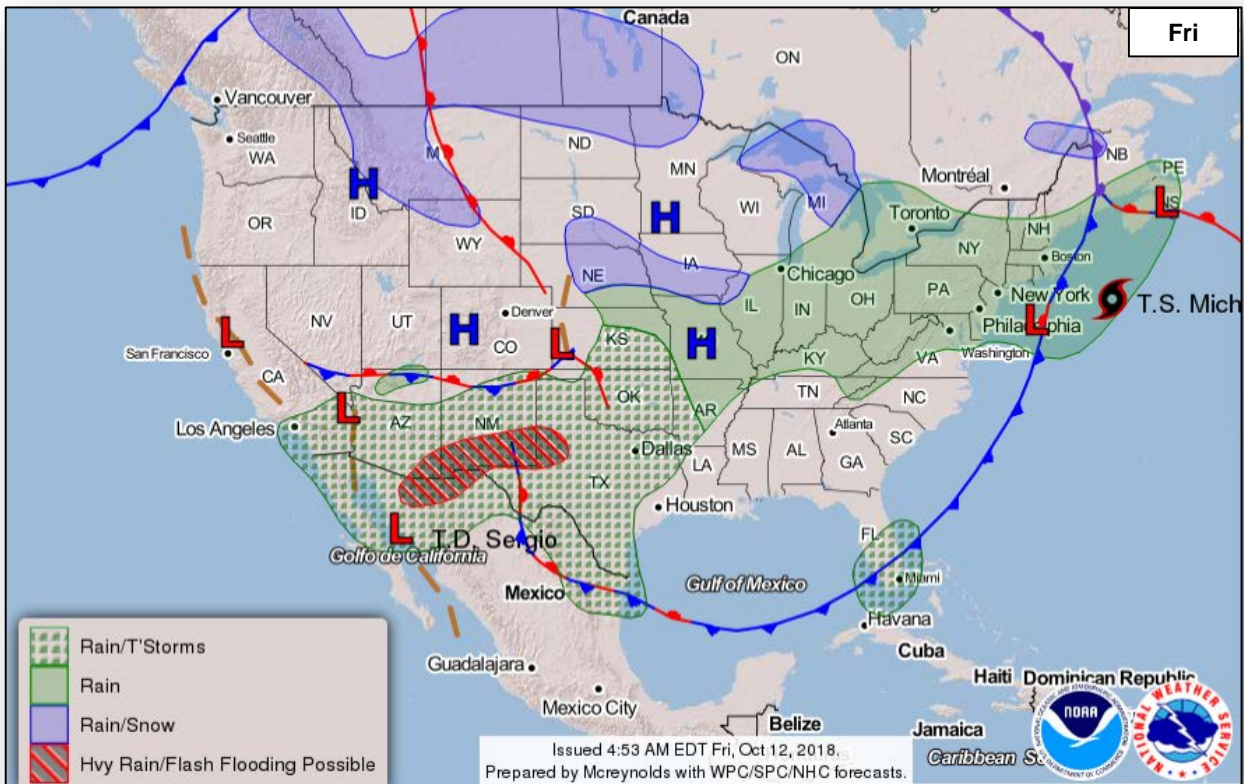 Canada
Fri
ON
Vancouver
Seattle
WA
M
ND
MN
NB
PE
Montréal
NS
H
ID
OR
SD
H
WI
MI
Toronto
NY
NH
Boston
L
WY
NE
IA
Chicago
IL
IN
OH
PA
New York
T.S. Mich
L
San Francisco
NV
UT
H
Denver
CO
L
KS
H
KY
VA
Philadelphia
L
Washington
CA
Los Angeles
L
AZ
NM
OK
AR
TN
NC
Atlanta
SC
Dallas
LA
MS
AL
GA
TX
Houston
L
T.D. Sergio
Golfo de California
FL
Miami
Mexico
Gulf of Mexico
Havana
Cuba
Rain/T'Storms
Rain
Rain/Snow
Hvy Rain/Flash Flooding Possible
Guadalajara
Mexico City
Haiti
Dominican Republic
Belize
Jamaica
Issued 4:53 AM EDT Fri, Oct 12, 2018.
Prepared by Mcreynolds with WPC/SPC/NHC forecasts.
Caribbean
NOAA
NATIONAL WEATHER SERVICE